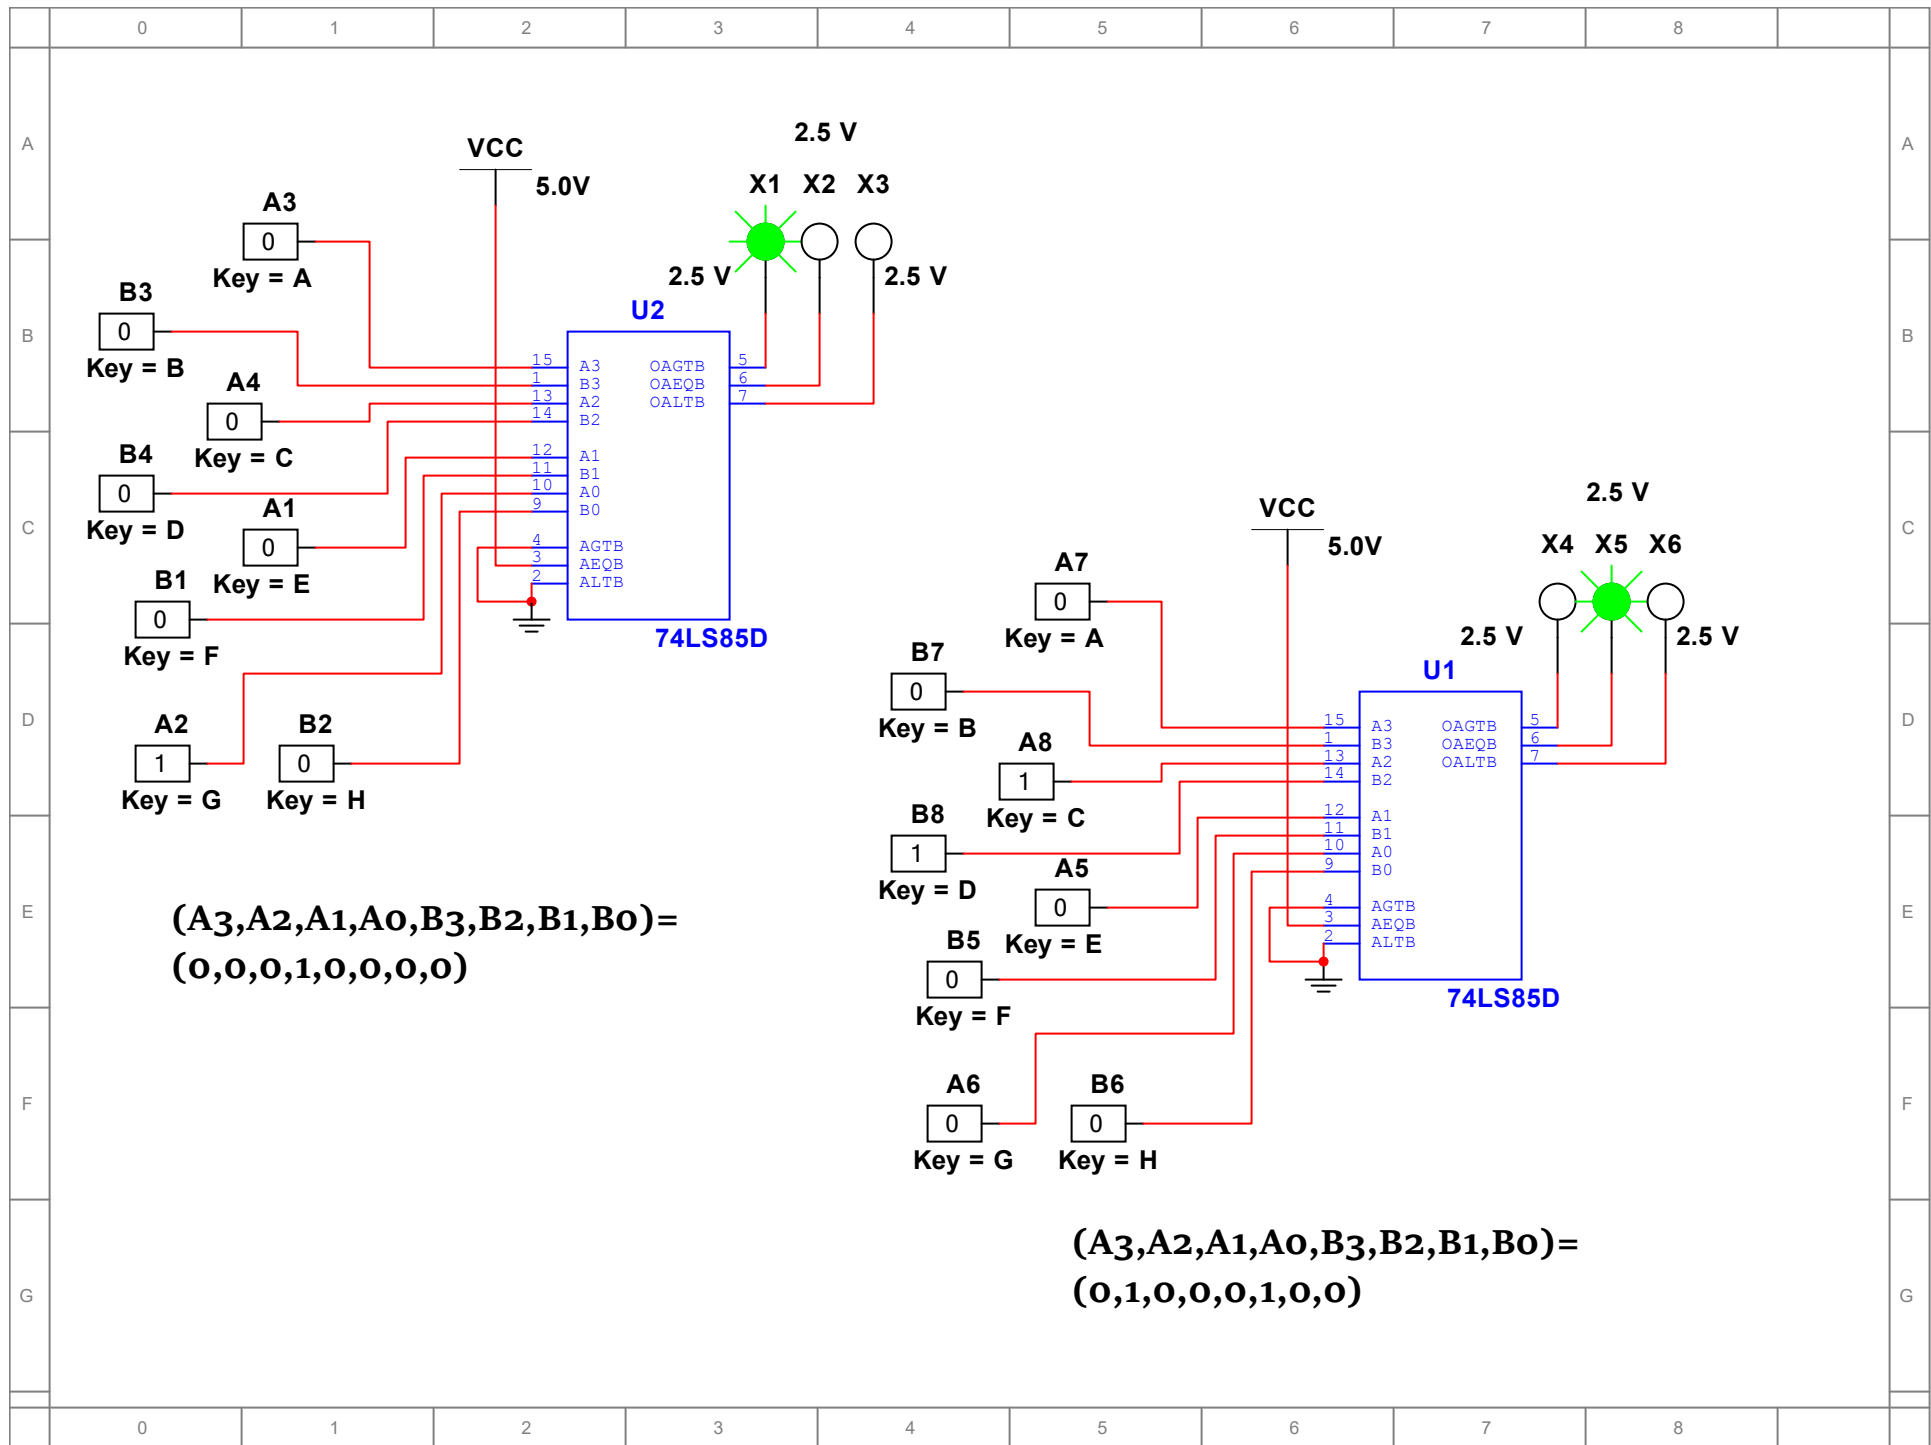 0 1 2 3 4 5 6 7 8
A A
B B
C C
D D
E E
F F
G G
VCC
5.0V
2.5 V
X1 X2 X3
2.5 V 2.5 V
A3
0
Key = A
B3
0
Key = B
A4
0
Key = C
B4
0
Key = D
A1
0
Key = E
B1
0
Key = F
A2
1
Key = G
B2
0
Key = H
U2
15 A3 OAGTB 5
1 B3 OAEQB 6
13 A2 OALTB 7
14 B2
12 A1
11 B1
10 A0
9 B0
4 AGTB
3 AEQB
2 ALTB
74LS85D
(A3,A2,A1,A0,B3,B2,B1,B0)=
(0,0,0,1,0,0,0,0)
VCC
5.0V
2.5 V
X4 X5 X6
2.5 V 2.5 V
A7
0
Key = A
B7
0
Key = B
A8
1
Key = C
B8
1
Key = D
A5
0
Key = E
B5
0
Key = F
A6
0
Key = G
B6
0
Key = H
U1
15 A3 OAGTB 5
1 B3 OAEQB 6
13 A2 OALTB 7
14 B2
12 A1
11 B1
10 A0
9 B0
4 AGTB
3 AEQB
2 ALTB
74LS85D
(A3,A2,A1,A0,B3,B2,B1,B0)=
(0,1,0,0,0,1,0,0)
0 1 2 3 4 5 6 7 8